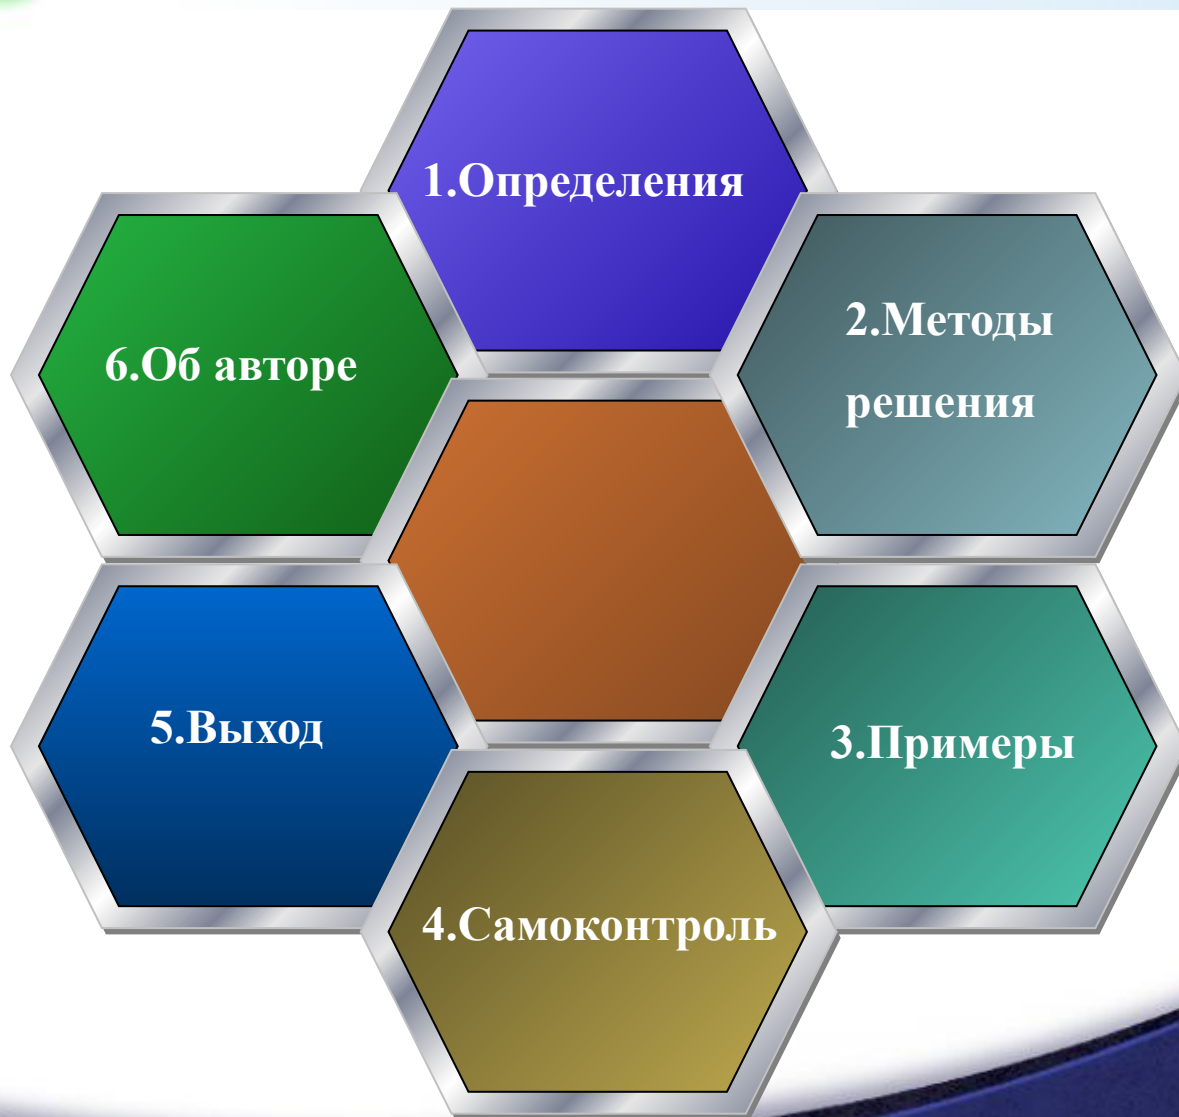 1.Определения
2.Методы
решения
3.Примеры
4.Самоконтроль
5.Выход
6.Об авторе